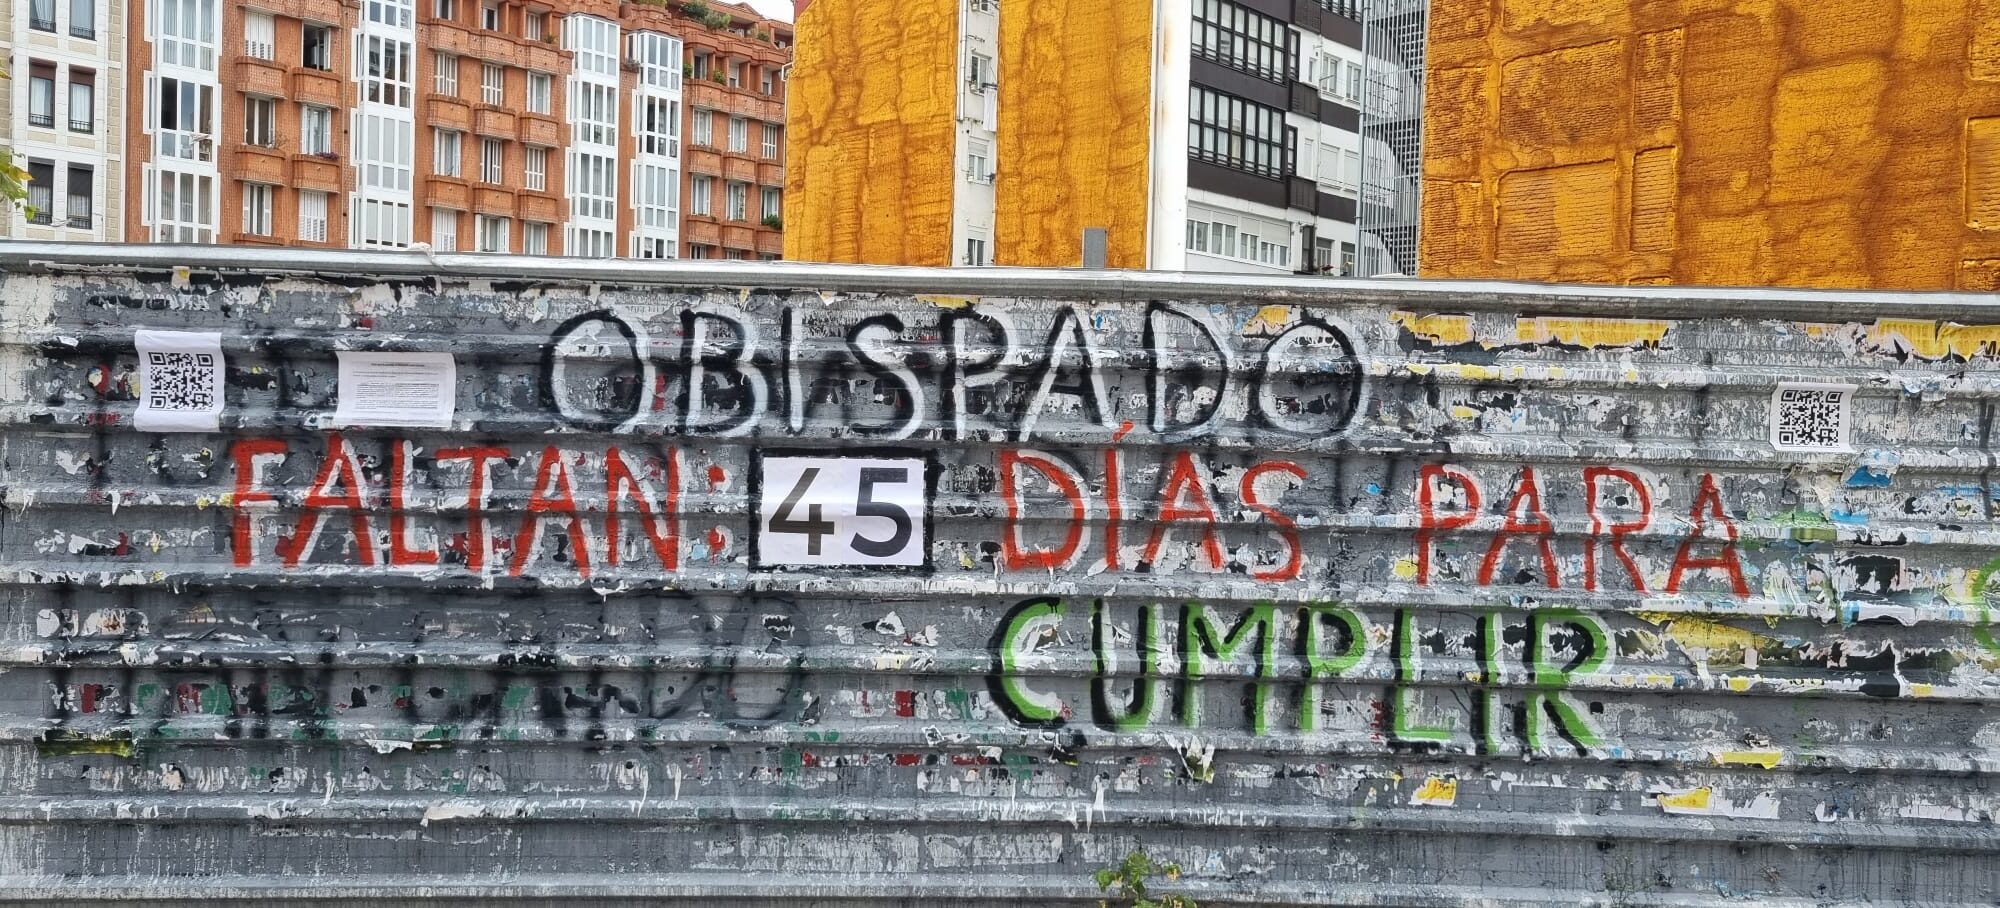 OBISPADO
FALTAN: 45 DÍAS PARA
CUMPLIR